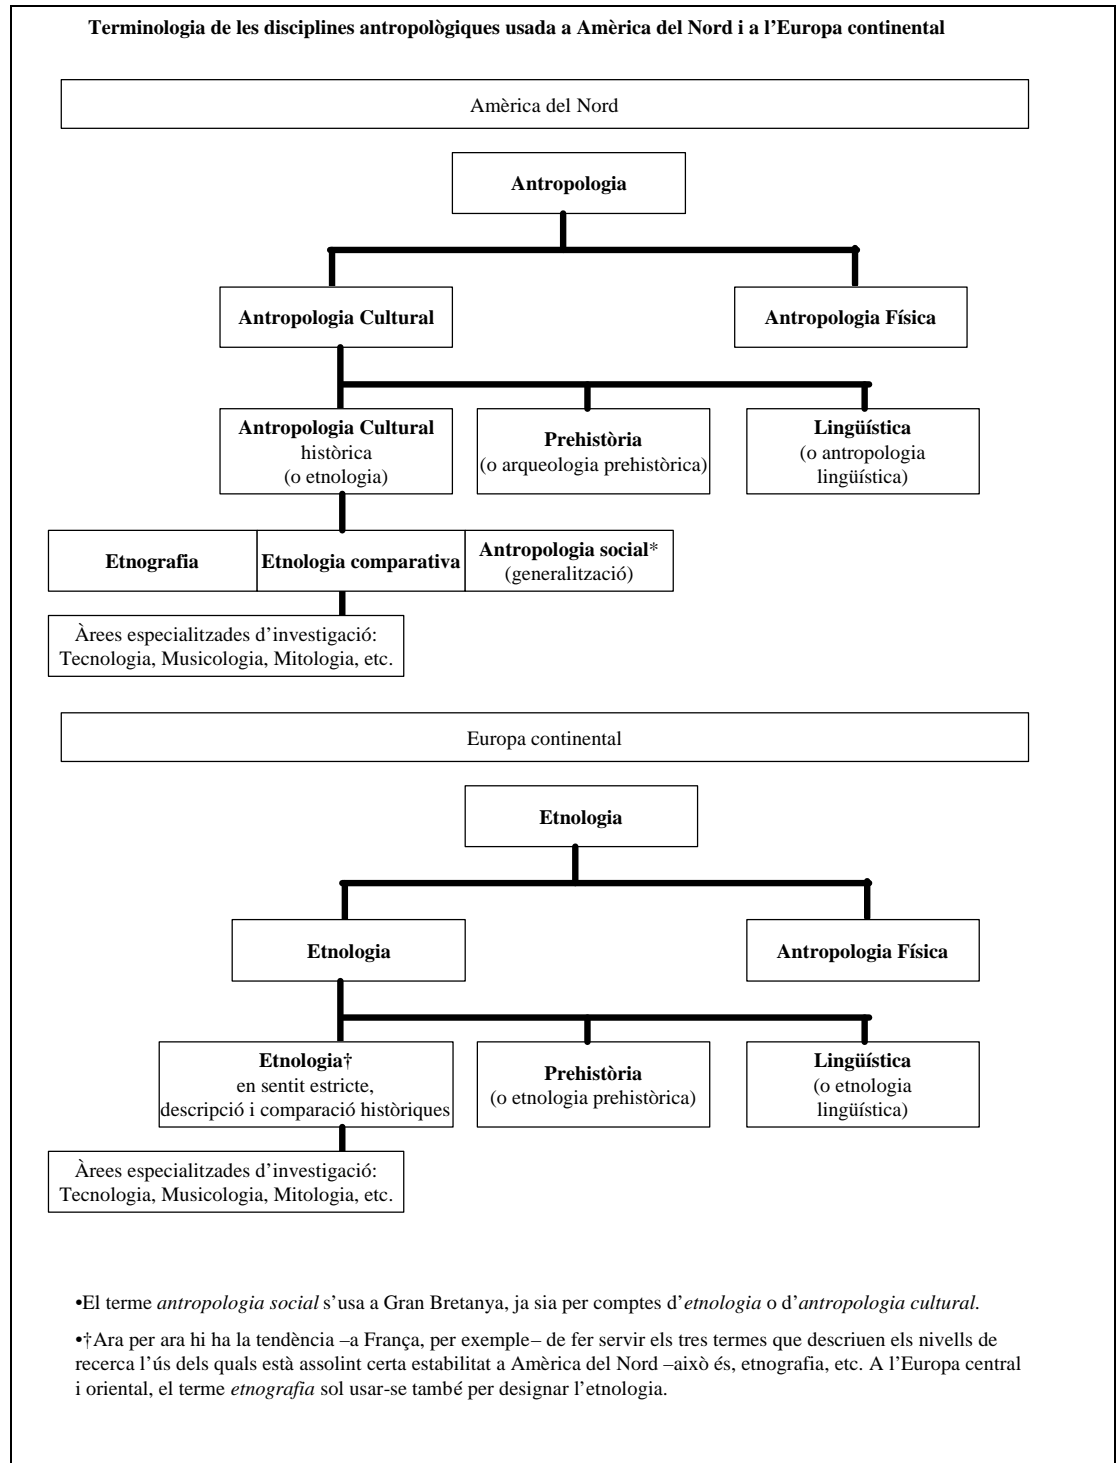 Terminologia de les disciplines antropològiques usada a Amèrica del Nord i a l’Europa continental
Amèrica del Nord
Antropologia
Antropologia Cultural
Antropologia Física
Antropologia Cultural
històrica
(o etnologia)
Prehistòria
(o arqueologia prehistòrica)
Lingüística
(o antropologia
lingüística)
Etnografia
Etnologia comparativa
Antropologia social*
(generalització)
Àrees especialitzades d’investigació:
Tecnologia, Musicologia, Mitologia, etc.
Europa continental
Etnologia
Etnologia
Antropologia Física
Etnologia†
en sentit estricte,
descripció i comparació històriques
Prehistòria
(o etnologia prehistòrica)
Lingüística
(o etnologia
lingüística)
Àrees especialitzades d’investigació:
Tecnologia, Musicologia, Mitologia, etc.
•El terme antropologia social s’usa a Gran Bretanya, ja sia per comptes d’etnologia o d’antropologia cultural.
•†Ara per ara hi ha la tendència –a França, per exemple– de fer servir els tres termes que descriuen els nivells de
recerca l’ús dels quals està assolint certa estabilitat a Amèrica del Nord –això és, etnografia, etc. A l’Europa central
i oriental, el terme etnografia sol usar-se també per designar l’etnologia.